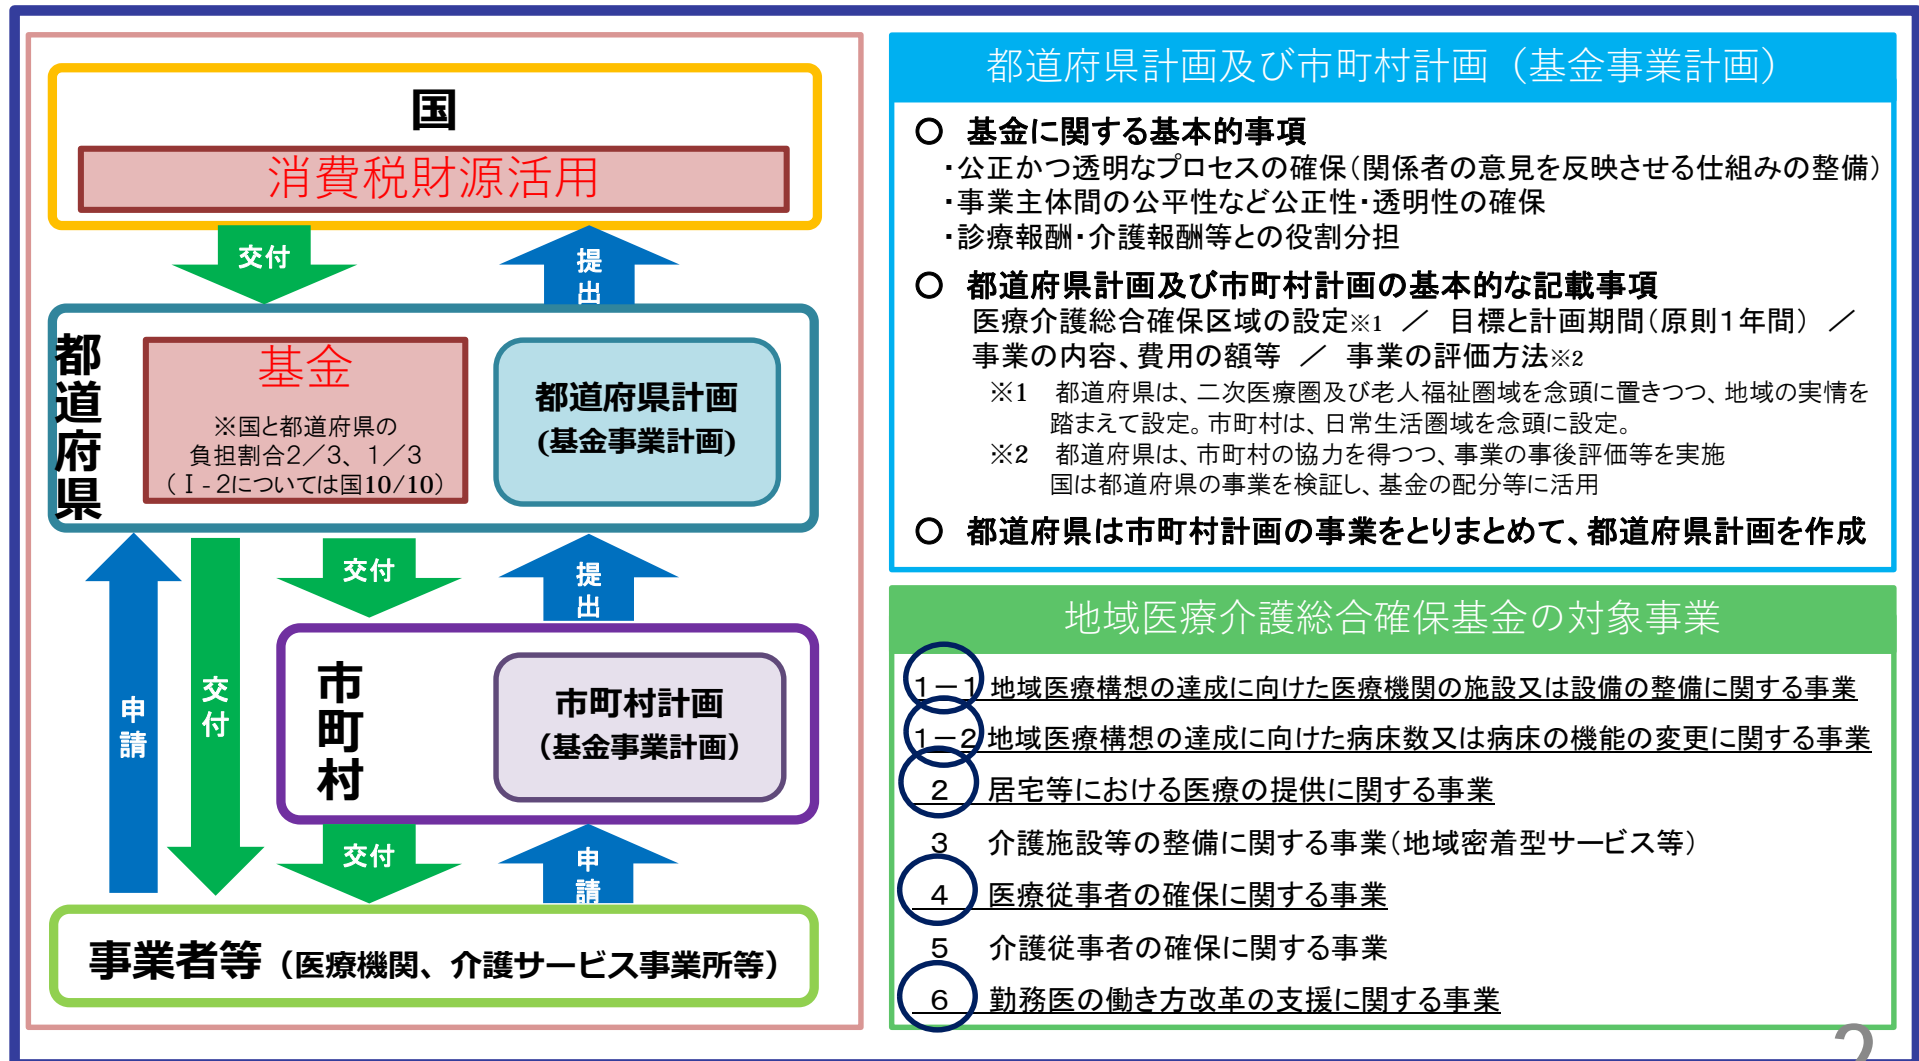 国
消費税財源活用
交付
提出
都道府県
基金
※国と都道府県の
負担割合2／3、1／3
（Ⅰ-2については国10/10）
都道府県計画
(基金事業計画)
申請
交付
交付
提出
市町村
市町村計画
（基金事業計画）
交付
申請
事業者等（医療機関、介護サービス事業所等）
都道府県計画及び市町村計画（基金事業計画）
○ 基金に関する基本的事項
・公正かつ透明なプロセスの確保（関係者の意見を反映させる仕組みの整備）
・事業主体間の公平性など公正性・透明性の確保
・診療報酬・介護報酬等との役割分担
○ 都道府県計画及び市町村計画の基本的な記載事項
医療介護総合確保区域の設定※1 ／ 目標と計画期間（原則1年間） ／
事業の内容、費用の額等 ／ 事業の評価方法※2
※1 都道府県は、二次医療圏及び老人福祉圏域を念頭に置きつつ、地域の実情を
踏まえて設定。市町村は、日常生活圏域を念頭に設定。
※2 都道府県は、市町村の協力を得つつ、事業の事後評価等を実施
国は都道府県の事業を検証し、基金の配分等に活用
○ 都道府県は市町村計画の事業をとりまとめて、都道府県計画を作成
地域医療介護総合確保基金の対象事業
1－1 地域医療構想の達成に向けた医療機関の施設又は設備の整備に関する事業
1－2 地域医療構想の達成に向けた病床数又は病床の機能の変更に関する事業
2 居宅等における医療の提供に関する事業
3 介護施設等の整備に関する事業（地域密着型サービス等）
4 医療従事者の確保に関する事業
5 介護従事者の確保に関する事業
6 勤務医の働き方改革の支援に関する事業
2